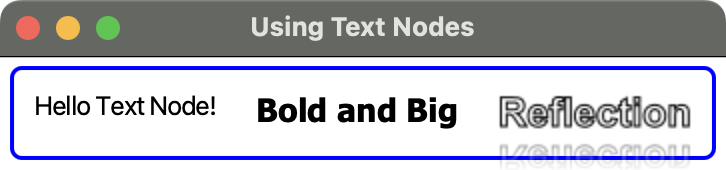 Using Text Nodes
Hello Text Node! Bold and Big Reflection